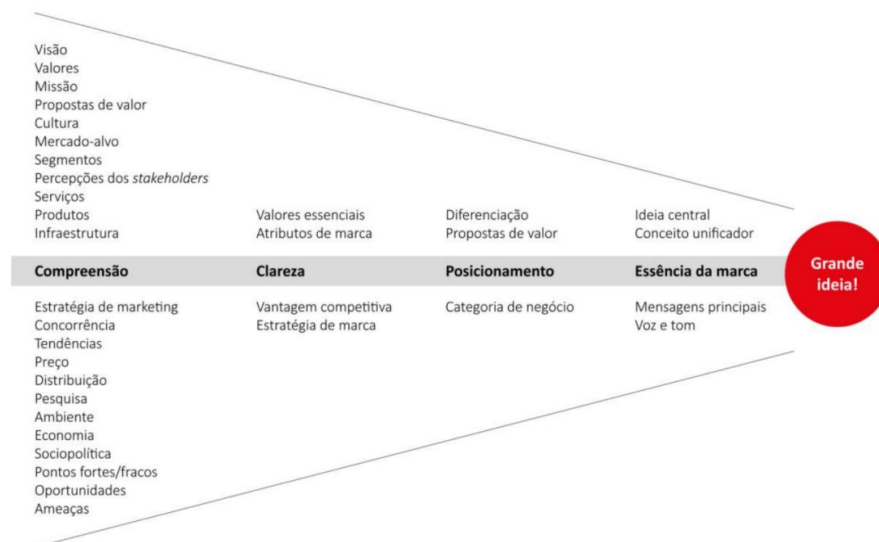 Visão
Valores
Missão
Propostas de valor
Cultura
Mercado-alvo
Segmentos
Percepções dos stakeholders
Serviços
Produtos
Infraestrutura
Compreensão
Estratégia de marketing
Concorrência
Tendências
Preço
Distribuição
Pesquisa
Ambiente
Economia
Sociopolítica
Pontos fortes/fracos
Oportunidades
Ameaças
Valores essenciais
Atributos de marca
Clareza
Vantagem competitiva
Estratégia de marca
Diferenciação
Propostas de valor
Posicionamento
Categoria de negócio
Ideia central
Conceito unificador
Essência da marca
Mensagens principais
Voz e tom
Grande
ideia!